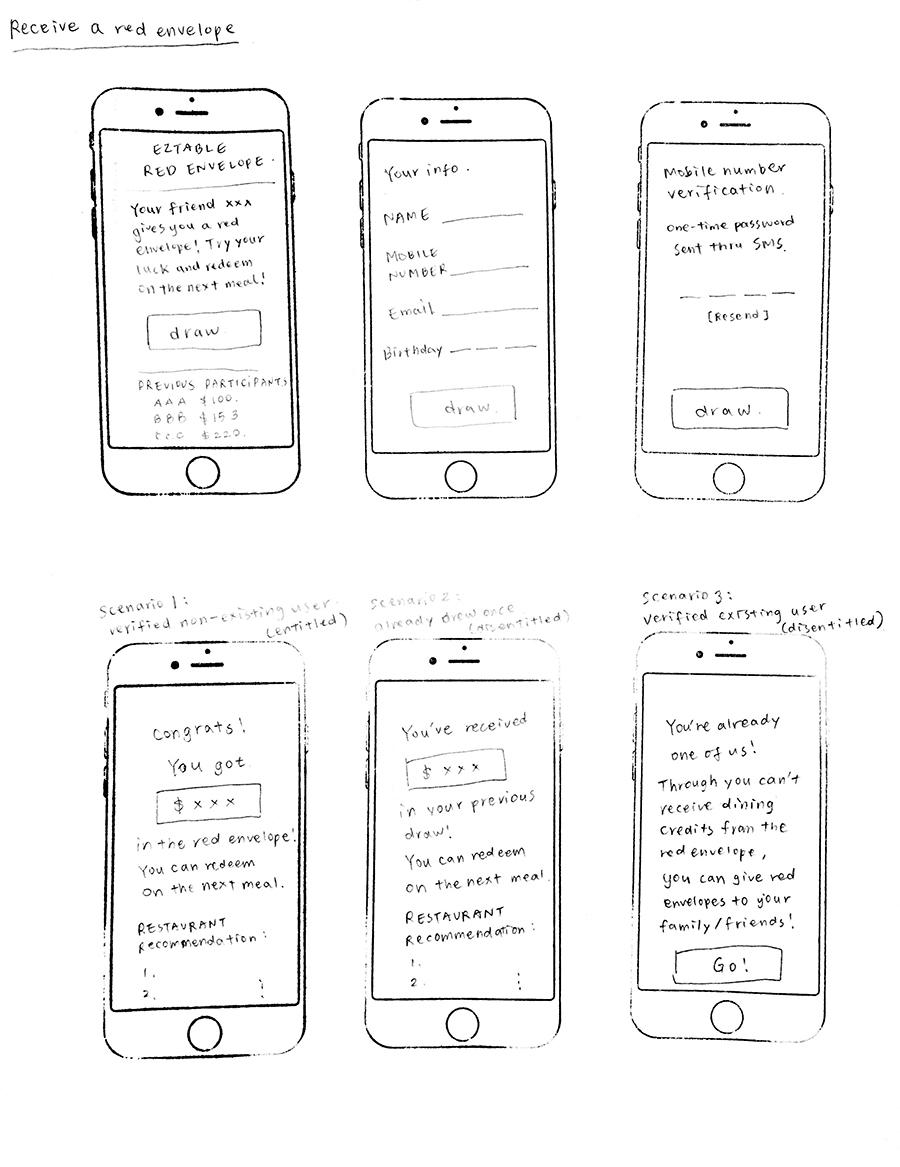 Receive a red envelope
EZTABLE
RED ENVELOPE.
Your friend xxx
gives you a red
envelope! Try your
luck and redeem
on the next meal!
draw.
PREVIOUS PARTICIPANTS
AAA $100.
BBB $153
CCC $220.
Your info.
NAME
MOBILE
NUMBER
Email
Birthday
draw.
Mobile number
verification.
one-time password
sent thru SMS.
[Resend]
draw.
Scenario 1:
verified non-existing user.
(entitled)
Congrats!
You got
$ x x x
in the red envelope!
You can redeem
on the next meal.
RESTAURANT
Recommendation:
1.
2.
Scenario 2:
already drew once
(disentitled)
You've received
$ x x x
in your previous
draw!
You can redeem
on the next meal.
RESTAURANT
Recommendation:
1.
2.
Scenario 3:
verified existing user
(disentitled)
You're already
one of us!
Through you can't
receive dining
credits fran the
red envelope,
you can give red
envelopes to your
family/friends!
Go!